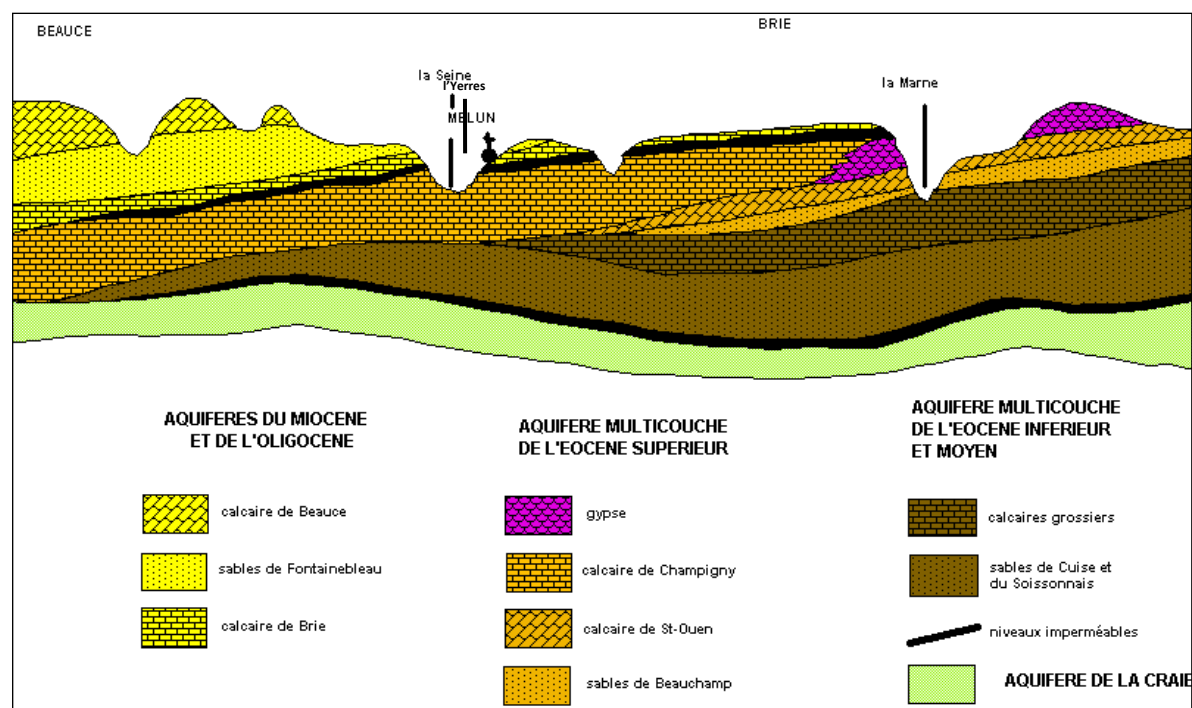 BEAUCE
BRIE
la Seine
l'Yerres
la Marne
MELUN
AQUIFERES DU MIOCENE
ET DE L'OLIGOCENE
calcaire de Beauce
sables de Fontainebleau
calcaire de Brie
AQUIFERE MULTICOUCHE
DE L'EOCENE SUPERIEUR
gypse
calcaire de Champigny
calcaire de St-Ouen
sables de Beauchamp
AQUIFERE MULTICOUCHE
DE L'EOCENE INFERIEUR
ET MOYEN
calcaires grossiers
sables de Cuise et
du Soissonnais
niveaux imperméables
AQUIFERE DE LA CRAIE